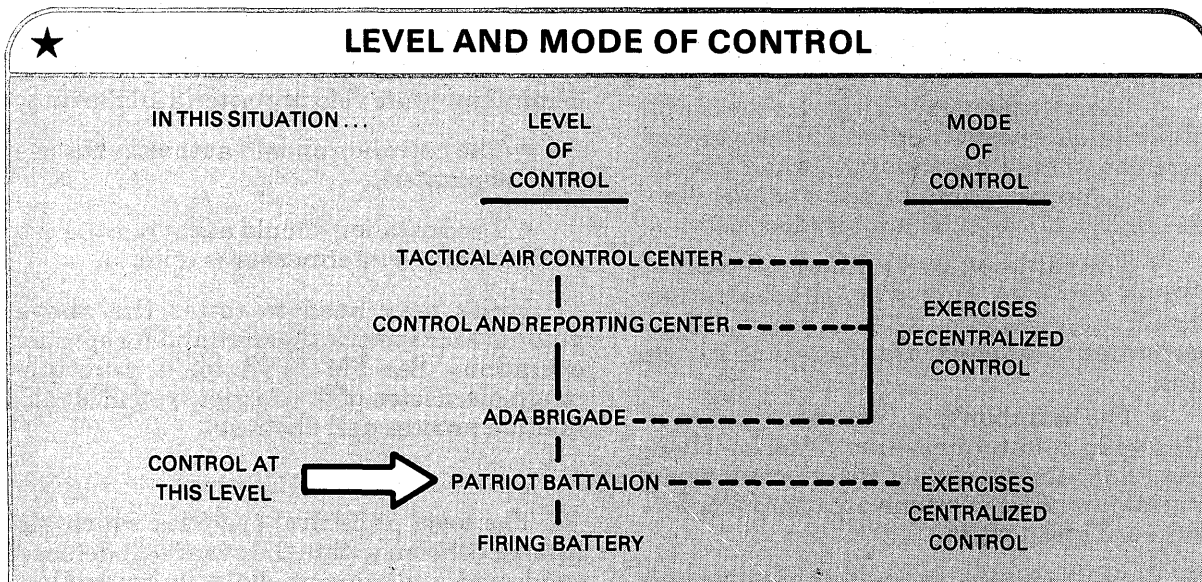 LEVEL AND MODE OF CONTROL
IN THIS SITUATION ...
LEVEL
OF
CONTROL
MODE
OF
CONTROL
TACTICAL AIR CONTROL CENTER
CONTROL AND REPORTING CENTER
EXERCISES
DECENTRALIZED
CONTROL
ADA BRIGADE
CONTROL AT
THIS LEVEL
PATRIOT BATTALION
EXERCISES
CENTRALIZED
CONTROL
FIRING BATTERY